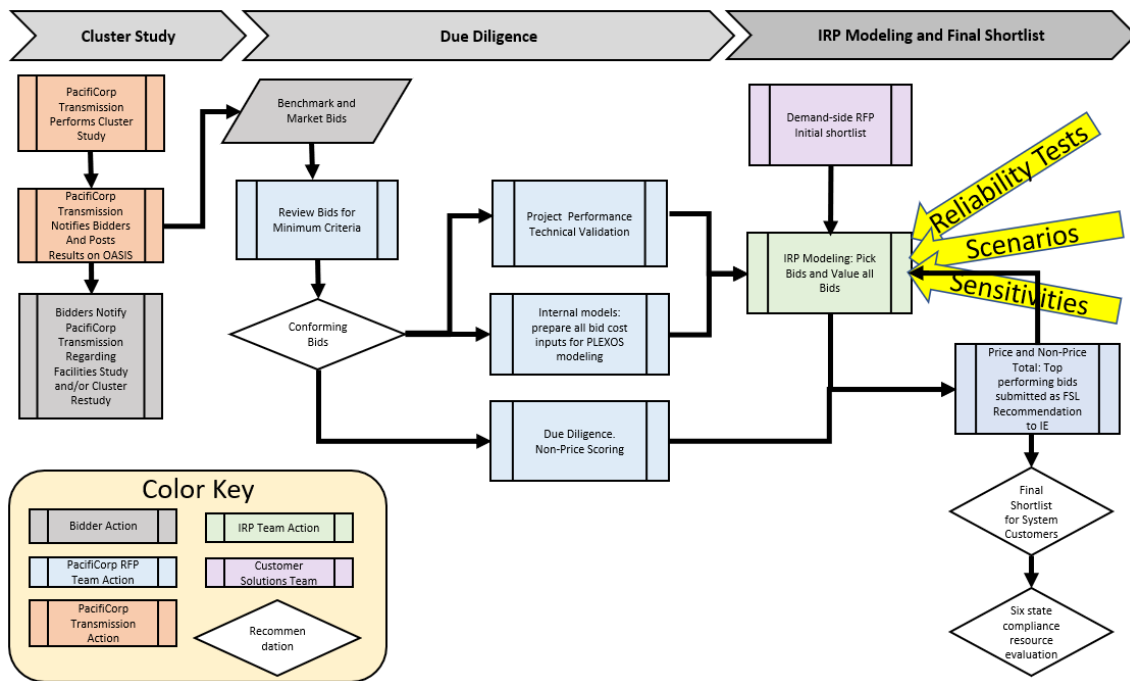 Cluster Study
Due Diligence
IRP Modeling and Final Shortlist
PacifiCorp
Transmission
Performs Cluster
Study
PacifiCorp
Transmission
Notifies Bidders
And Posts
Results on OASIS
Bidders Notify
PacifiCorp
Transmission
Regarding
Facilities Study
and/or Cluster
Restudy
Benchmark and
Market Bids
Review Bids for
Minimum Criteria
Conforming
Bids
Project Performance
Technical Validation
Internal models:
prepare all bid cost
inputs for PLEXOS
modeling
Due Diligence.
Non-Price Scoring
Demand-side RFP
Initial shortlist
IRP Modeling: Pick
Bids and Value all
Bids
Reliability Tests
Scenarios
Sensitivities
Price and Non-Price
Total: Top
performing bids
submitted as FSL
Recommendation
to IE
Final
Shortlist
for System
Customers
Six state
compliance
resource
evaluation
Color Key
Bidder Action
IRP Team Action
PacifiCorp RFP
Team Action
Customer
Solutions Team
PacifiCorp
Transmission
Action
Recommen
dation